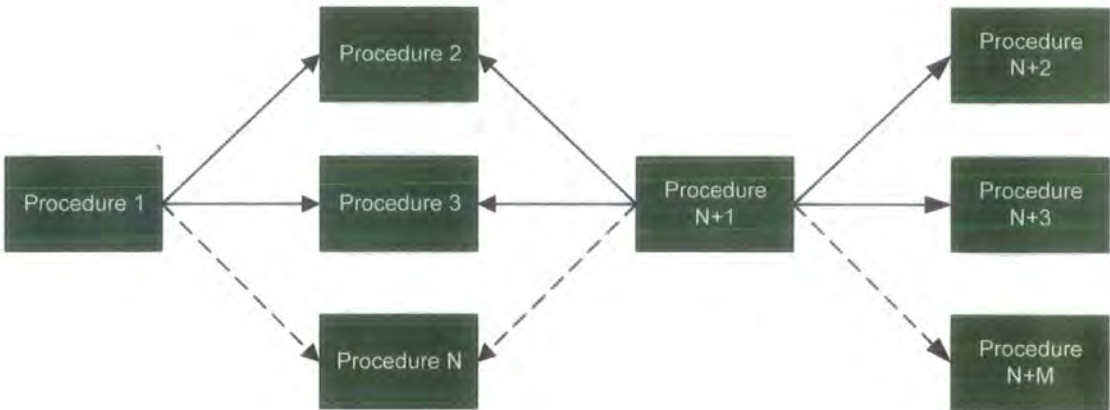 Procedure 2
Procedure
N+2
Procedure 1
Procedure 3
Procedure
N+1
Procedure
N+3
Procedure N
Procedure
N+M